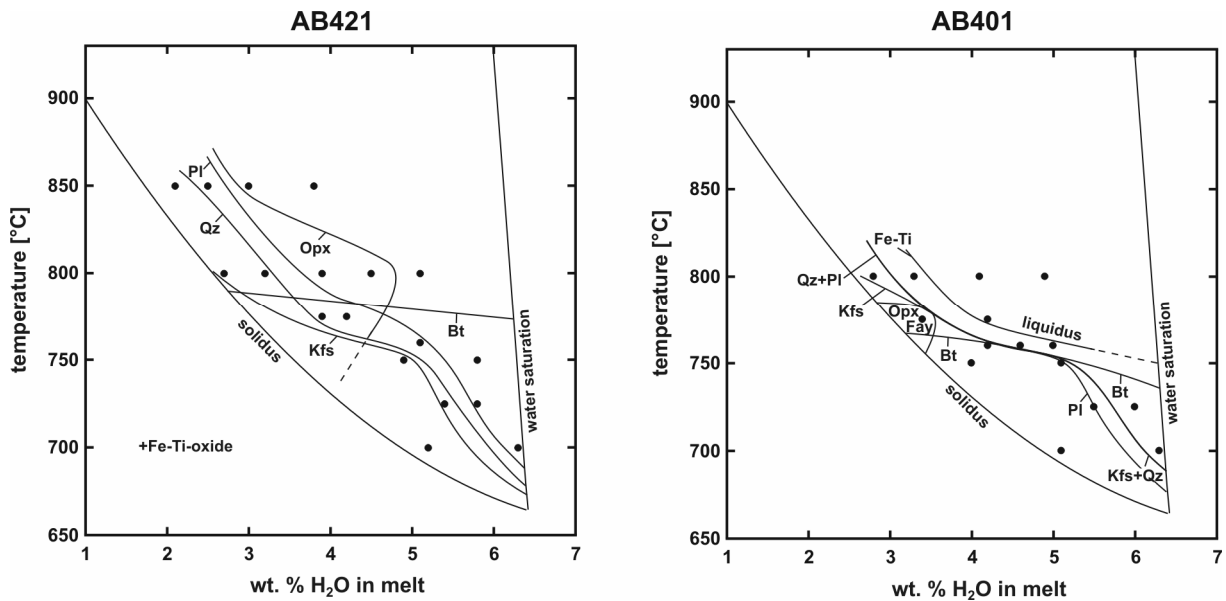 AB421
temperature [°C]
900
850
800
750
700
650
Pl
Qz
Opx
Bt
Kfs
solidus
water saturation
+Fe-Ti-oxide
1 2 3 4 5 6 7
wt. % H₂O in melt
AB401
temperature [°C]
900
850
800
750
700
650
Fe-Ti
Qz+Pl
Kfs
Opx
Fay
liquidus
Bt
Bt
Pl
solidus
Kfs+Qz
water saturation
1 2 3 4 5 6 7
wt. % H₂O in melt